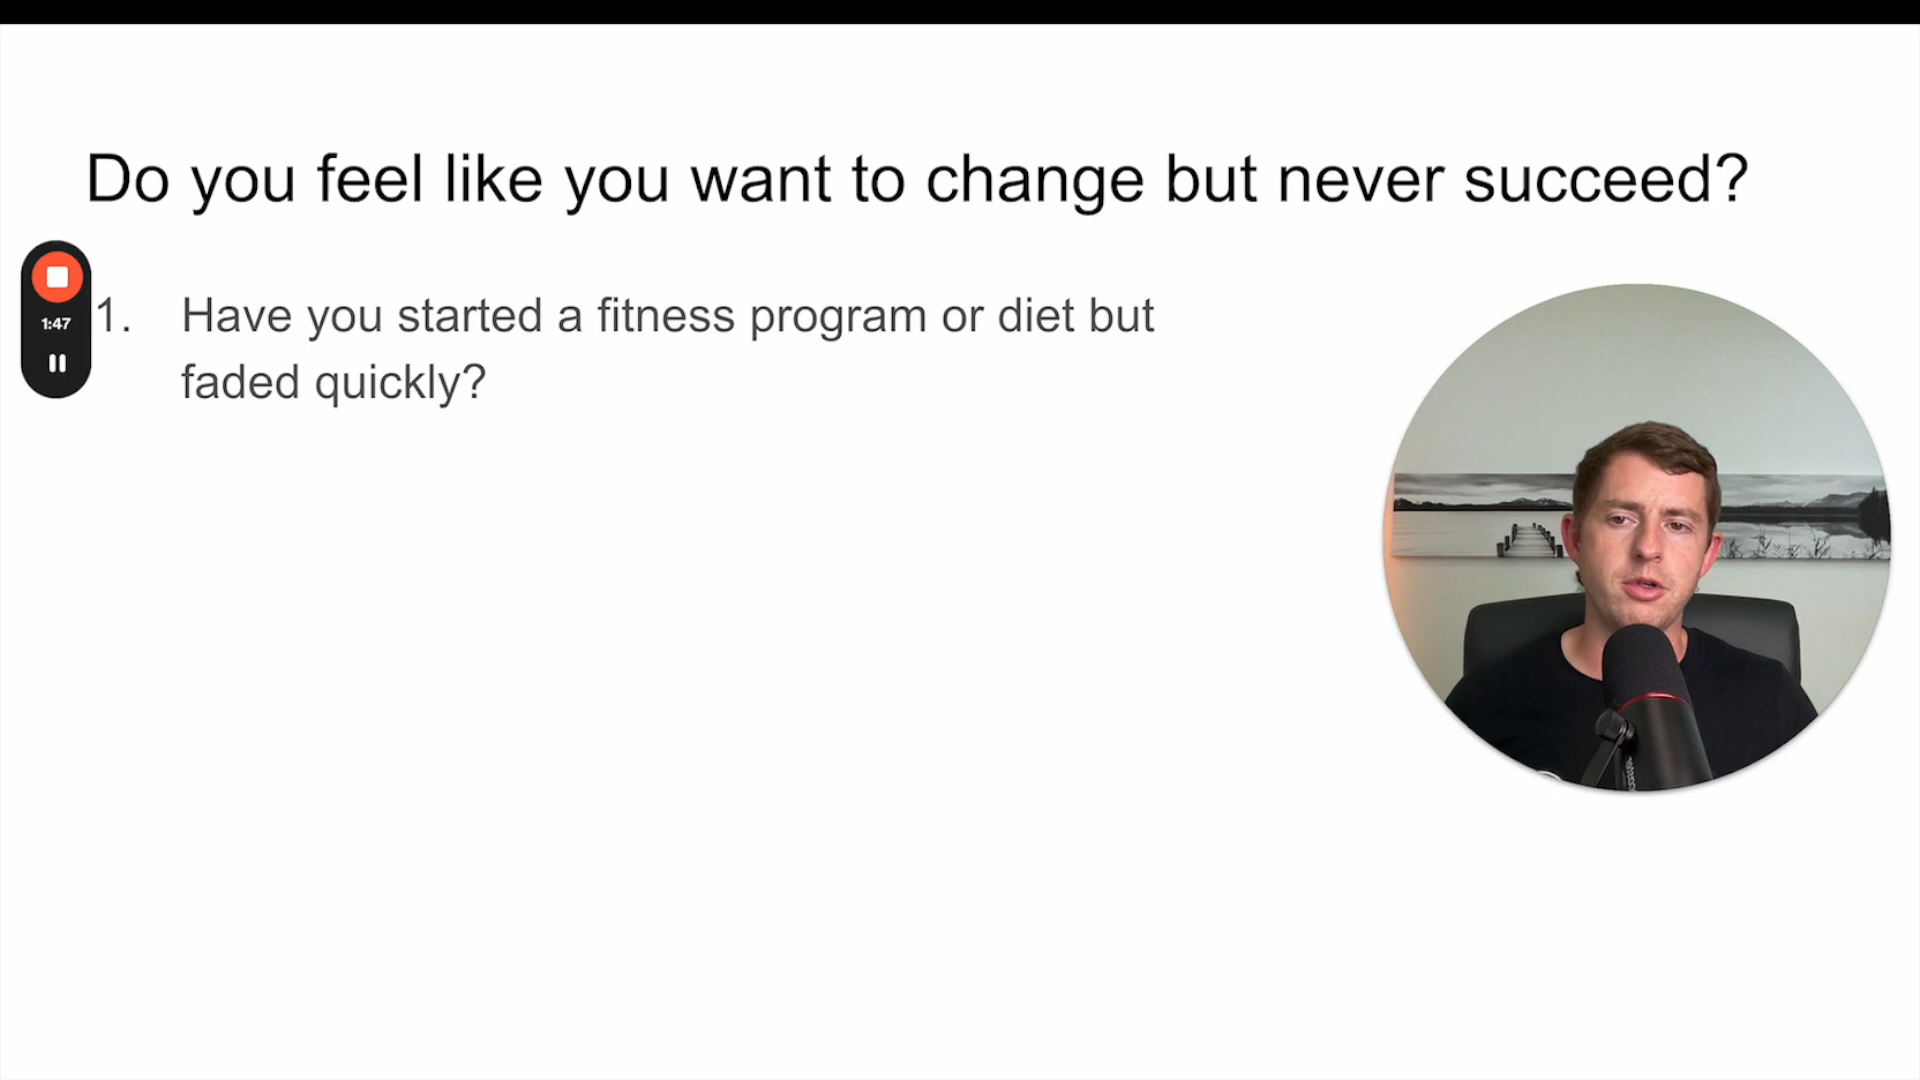 Do you feel like you want to change but never succeed?
1:47
1. Have you started a fitness program or diet but
faded quickly?